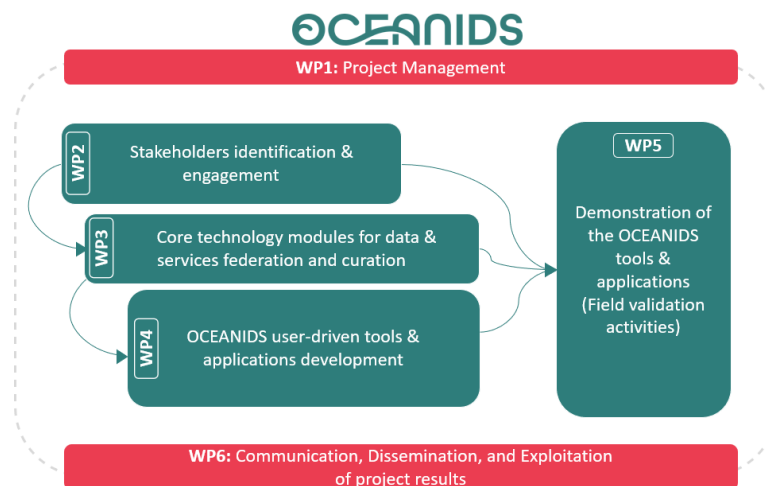 OCEANIDS
WP1: Project Management
WP2
Stakeholders identification &
engagement
WP3
Core technology modules for data &
services federation and curation
WP4
OCEANIDS user-driven tools &
applications development
WP5
Demonstration of
the OCEANIDS
tools &
applications
(Field validation
activities)
WP6: Communication, Dissemination, and Exploitation
of project results